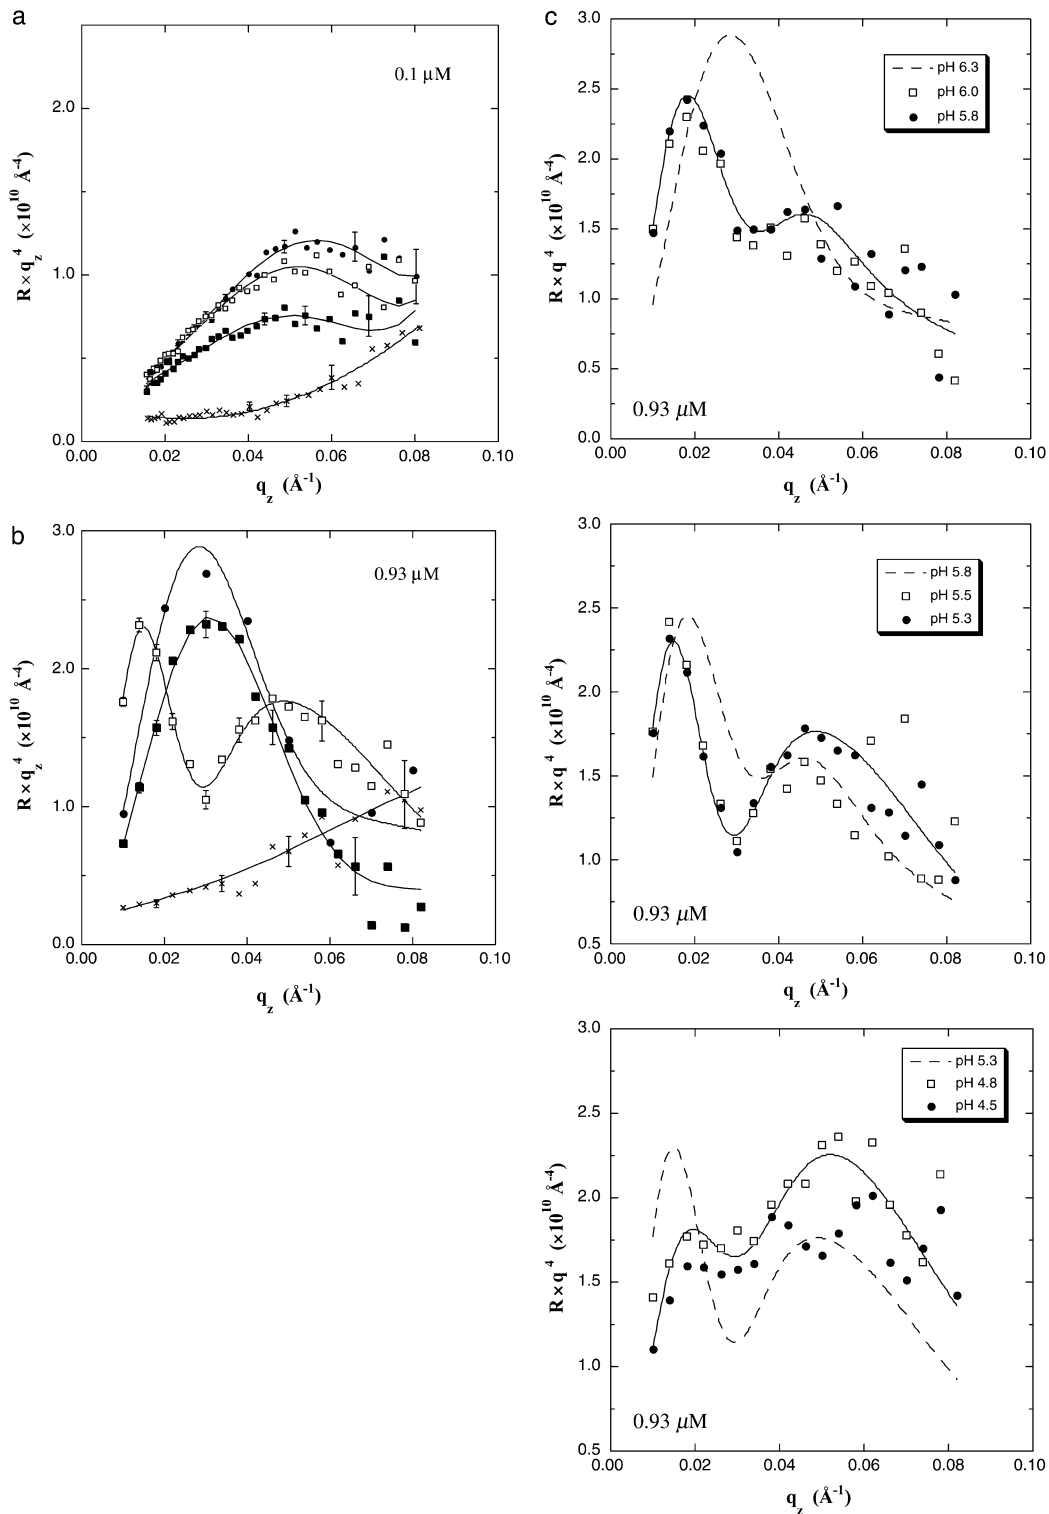 a
0.1 µM
2.0
1.0
0.0
R × q_z^4 (×10^10 Å^-4)
0.00 0.02 0.04 0.06 0.08 0.10
q_z (Å^-1)
b
0.93 µM
3.0
2.0
1.0
0.0
R × q_z^4 (×10^10 Å^-4)
0.00 0.02 0.04 0.06 0.08 0.10
q_z (Å^-1)
c
pH 6.3
pH 6.0
pH 5.8
3.0
2.5
2.0
1.5
1.0
0.5
0.0
R × q^4 (×10^10 Å^-4)
0.93 µM
0.00 0.02 0.04 0.06 0.08 0.10
q_z (Å^-1)
pH 5.8
pH 5.5
pH 5.3
3.0
2.5
2.0
1.5
1.0
0.5
R × q^4 (×10^10 Å^-4)
0.93 µM
0.00 0.02 0.04 0.06 0.08 0.10
q_z (Å^-1)
pH 5.3
pH 4.8
pH 4.5
3.0
2.5
2.0
1.5
1.0
0.5
R × q^4 (×10^10 Å^-4)
0.93 µM
0.00 0.02 0.04 0.06 0.08 0.10
q_z (Å^-1)